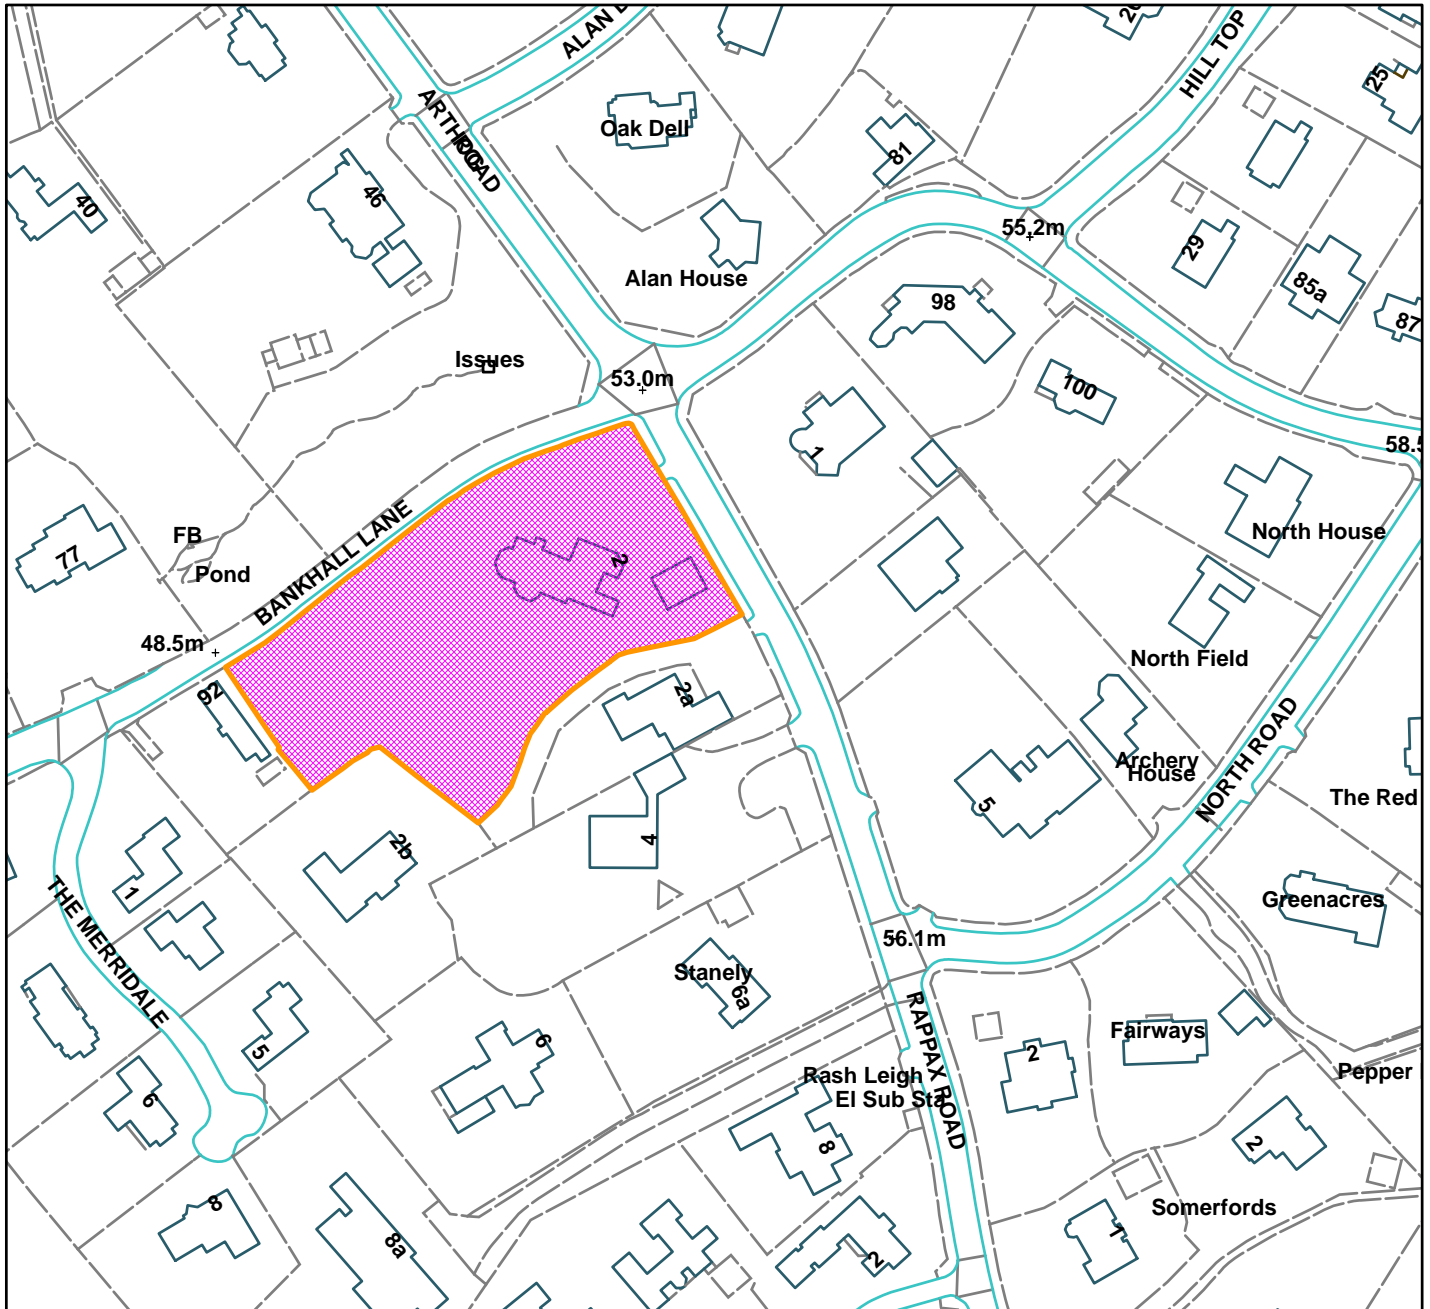 ALAN
HILL TOP
25
ARTHOG
ROAD
Oak Dell
81
46
40
55.2m
29
Alan House
85a
98
87
Issues
53.0m
100
58.5
1
BANKHALL LANE
North House
FB
77
Pond
2
48.5m
North Field
92
2a
NORTH ROAD
Archery
House
The Red
5
4
2b
1
Greenacres
THE MERRIDALE
56.1m
Stanely
6a
RAPPAX ROAD
Fairways
6
2
5
Rash Leigh
El Sub Sta
Pepper
6
8
2
8
Somerfords
8a
1
2